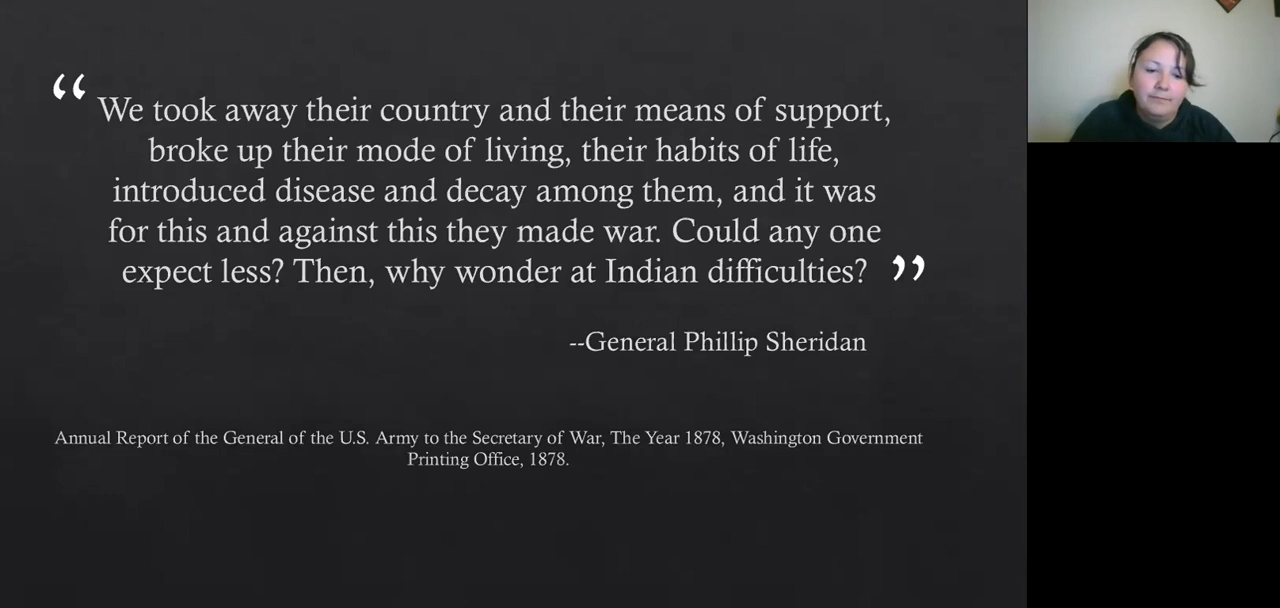 “ We took away their country and their means of support,
broke up their mode of living, their habits of life,
introduced disease and decay among them, and it was
for this and against this they made war. Could any one
expect less? Then, why wonder at Indian difficulties? ”
--General Phillip Sheridan
Annual Report of the General of the U.S. Army to the Secretary of War, The Year 1878, Washington Government
Printing Office, 1878.